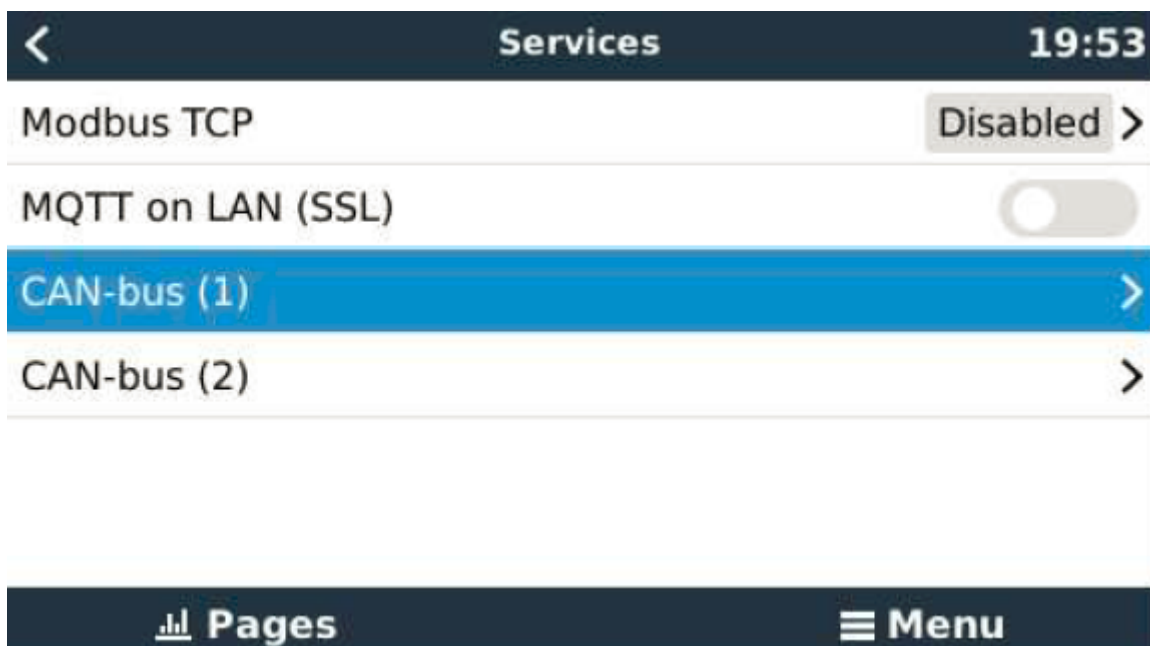 Services 19:53
Modbus TCP Disabled
MQTT on LAN (SSL)
CAN-bus (1)
CAN-bus (2)
Pages Menu